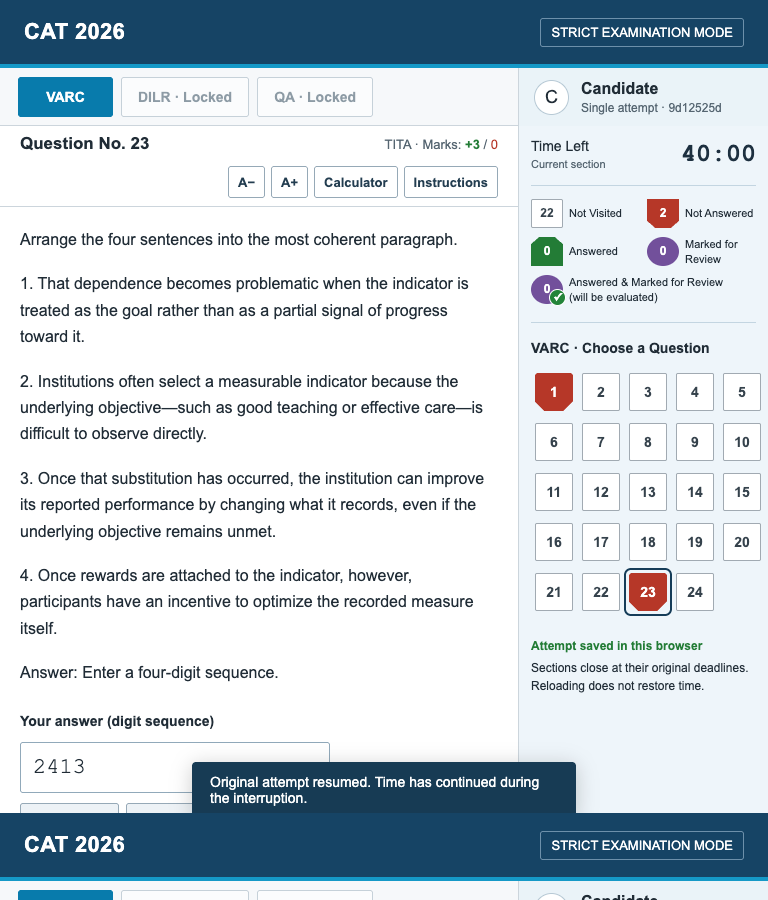 CAT 2026
STRICT EXAMINATION MODE
VARC
DILR · Locked
QA · Locked
Question No. 23
TITA · Marks: +3 / 0
A−
A+
Calculator
Instructions
Arrange the four sentences into the most coherent paragraph.
1. That dependence becomes problematic when the indicator is
treated as the goal rather than as a partial signal of progress
toward it.
2. Institutions often select a measurable indicator because the
underlying objective—such as good teaching or effective care—is
difficult to observe directly.
3. Once that substitution has occurred, the institution can improve
its reported performance by changing what it records, even if the
underlying objective remains unmet.
4. Once rewards are attached to the indicator, however,
participants have an incentive to optimize the recorded measure
itself.
Answer: Enter a four-digit sequence.
Your answer (digit sequence)
2413
C
Candidate
Single attempt · 9d12525d
Time Left
Current section
40:00
22 Not Visited
2 Not Answered
0 Answered
0 Marked for
Review
0 Answered & Marked for Review
(will be evaluated)
VARC · Choose a Question
1 2 3 4 5
6 7 8 9 10
11 12 13 14 15
16 17 18 19 20
21 22 23 24
Attempt saved in this browser
Sections close at their original deadlines.
Reloading does not restore time.
Original attempt resumed. Time has continued during
the interruption.
CAT 2026
STRICT EXAMINATION MODE
Candidate